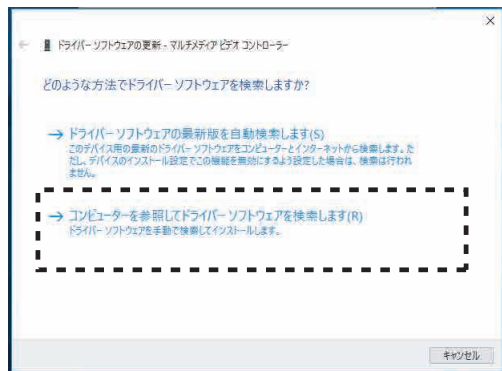 ドライバー ソフトウェアの更新 - マルチメディア ビデオ コントローラー
どのような方法でドライバー ソフトウェアを検索しますか?
→ ドライバー ソフトウェアの最新版を自動検索します(S)
このデバイス用の最新のドライバー ソフトウェアをコンピューターとインターネットから検索します。た
だし、デバイスのインストール設定でこの機能を無効にするよう設定した場合は、検索は行われ
ません。
→ コンピューターを参照してドライバー ソフトウェアを検索します(R)
ドライバー ソフトウェアを手動で検索してインストールします。
キャンセル